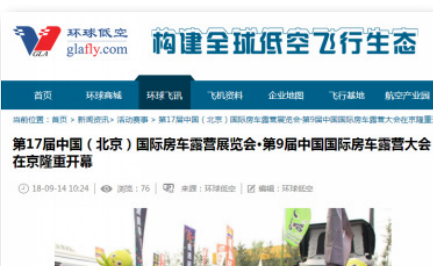 环球低空
glafly.com
GLA
构建全球低空飞行生态
首页 环球商城 环球飞讯 飞机资料 企业地图 飞行基地 航空产业园
当前位置：首页 > 新闻资讯> 活动赛事 > 第17届中国（北京）国际房车露营展览会·第9届中国国际房车露营大会在京隆重
第17届中国（北京）国际房车露营展览会·第9届中国国际房车露营大会
在京隆重开幕
18-09-14 10:24 浏览：76 来源：环球低空 编辑：环球低空